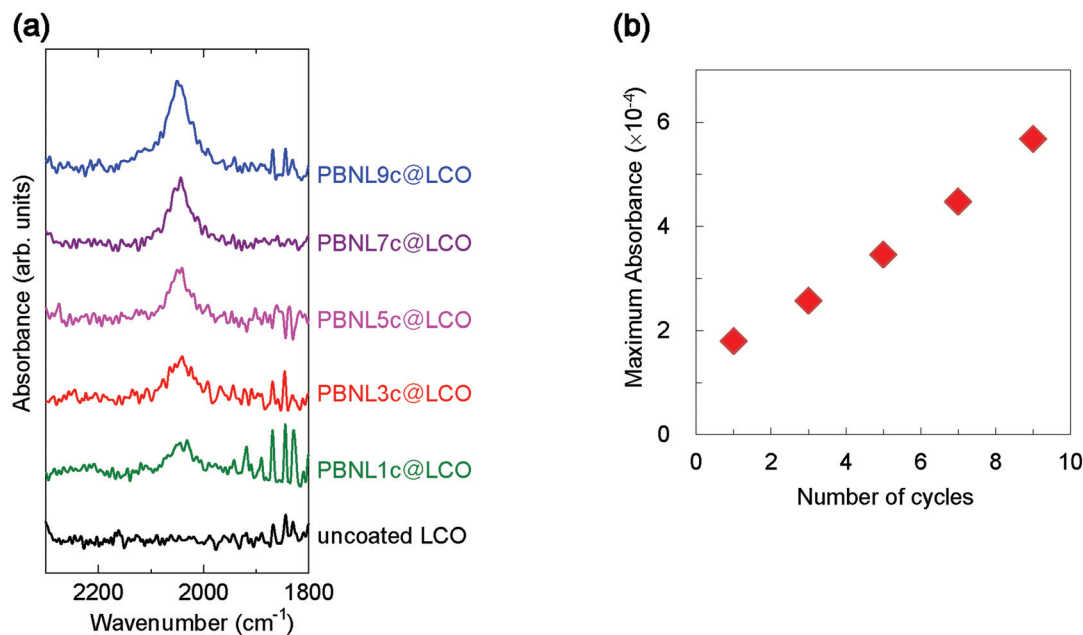 (a)
Absorbance (arb. units)
PBNL9c@LCO
PBNL7c@LCO
PBNL5c@LCO
PBNL3c@LCO
PBNL1c@LCO
uncoated LCO
2200 2000 1800
Wavenumber (cm⁻¹)
(b)
Maximum Absorbance (×10⁻⁴)
6
4
2
0
0 2 4 6 8 10
Number of cycles